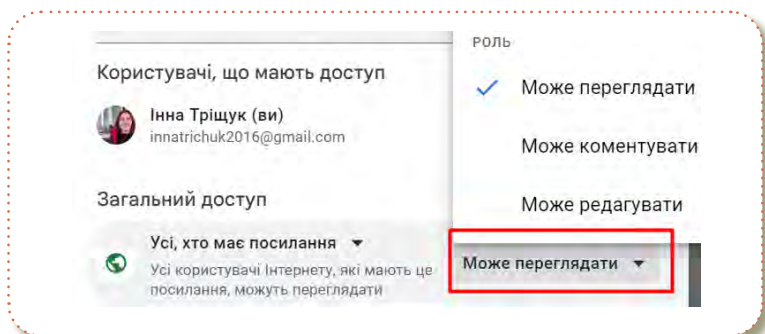 РОЛЬ
Користувачі, що мають доступ
Може переглядати
Інна Тріщук (ви)
innatrichuk2016@gmail.com
Може коментувати
Загальний доступ
Може редагувати
Усі, хто має посилання
Усі користувачі Інтернету, які мають це
посилання, можуть переглядати
Може переглядати